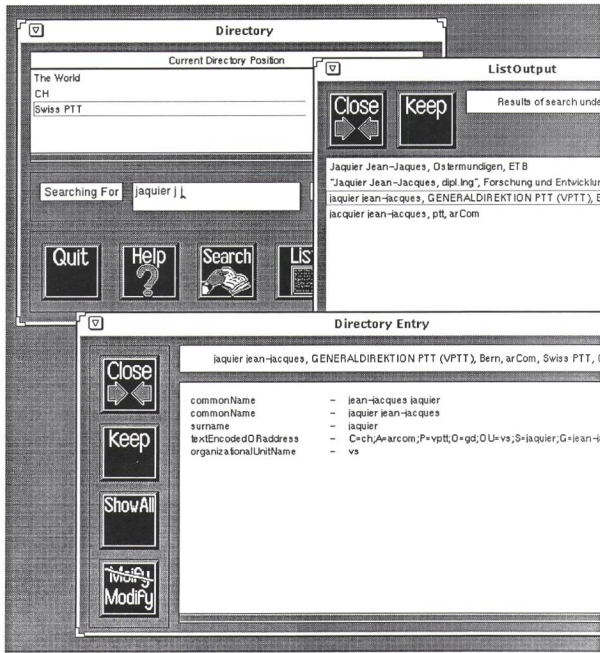 Directory
Current Directory Position
The World
CH
Swiss PTT
Searching For
jaquier j j
Quit
Help
Search
ListOutput
Close
Keep
Results of search unde
Jaquier Jean-Jaques, Ostermundigen, ETB
"Jaquier Jean-Jacques, dipl.Ing", Forschung und Entwicklun
jaquier jean-jacques, GENERALDIREKTION PTT (VPTT), B
jacquier jean-jacques, ptt, arCom
Directory Entry
jaquier jean-jacques, GENERALDIREKTION PTT (VPTT), Bern, arCom, Swiss PTT,
Close
Keep
ShowAll
Modify
commonName – jean-jacques jaquier
commonName – jaquier jean-jacques
surname – jaquier
textEncodedORaddress – C=ch;A=arcom;P=vptt;O=gd;OU=vs;S=jaquier;G=jean-j
organizationalUnitName – vs